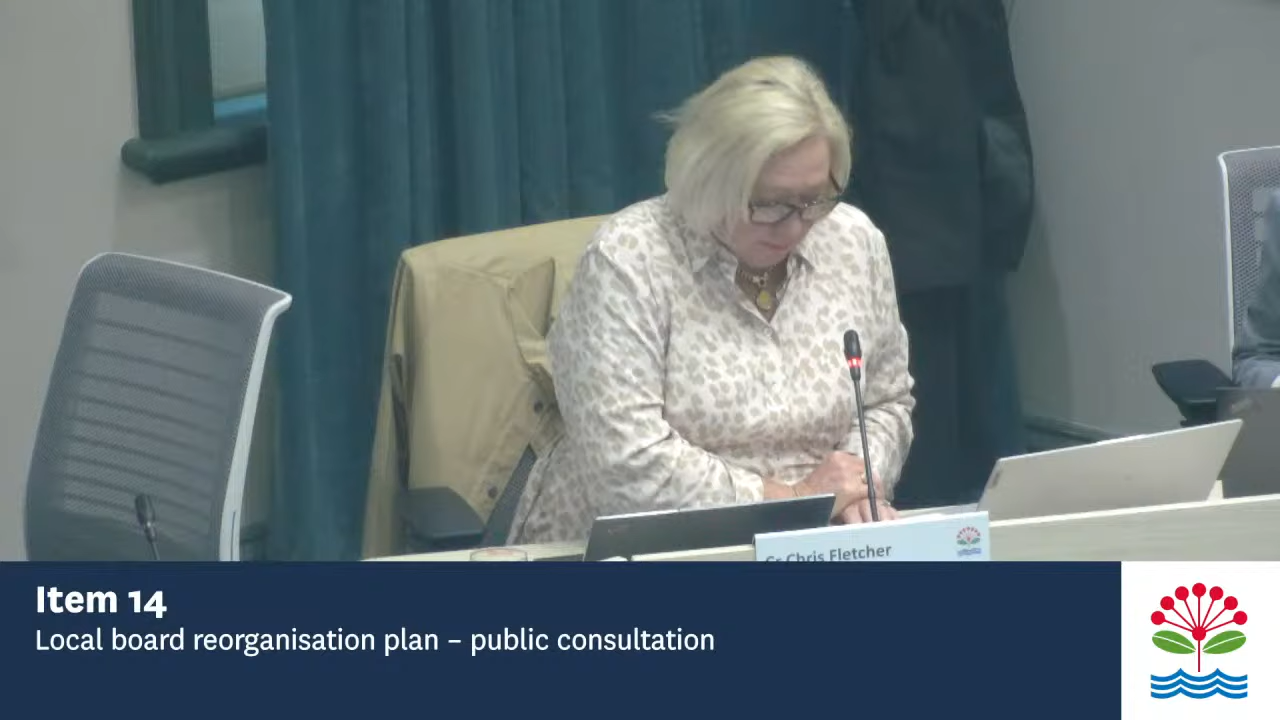 Cr Chris Fletcher
Item 14
Local board reorganisation plan – public consultation